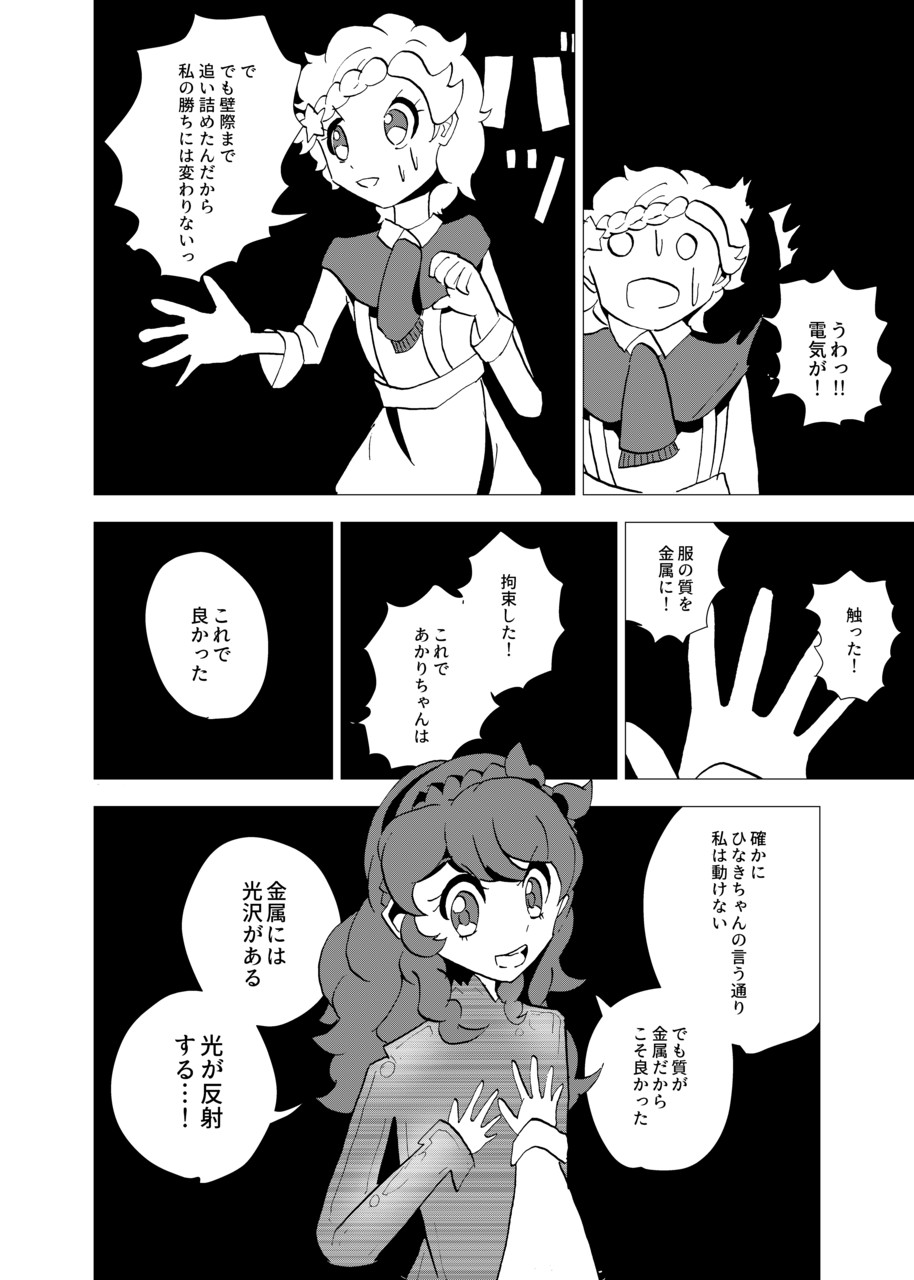 うわっ!!
電気が！
で
でも壁際まで
追い詰めたんだから
私の勝ちには変わりないっ
触った！
服の質を
金属に！
拘束した！
これで
あかりちゃんは
これで
良かった
確かに
ひなきちゃんの言う通り
私は動けない
でも質が
金属だから
こそ良かった
金属には
光沢がある
光が反射
する…！